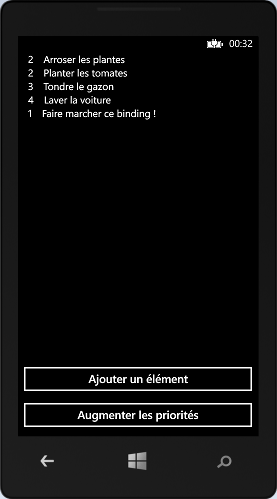 00:32
2 Arroser les plantes
2 Planter les tomates
3 Tondre le gazon
4 Laver la voiture
1 Faire marcher ce binding !
Ajouter un élément
Augmenter les priorités